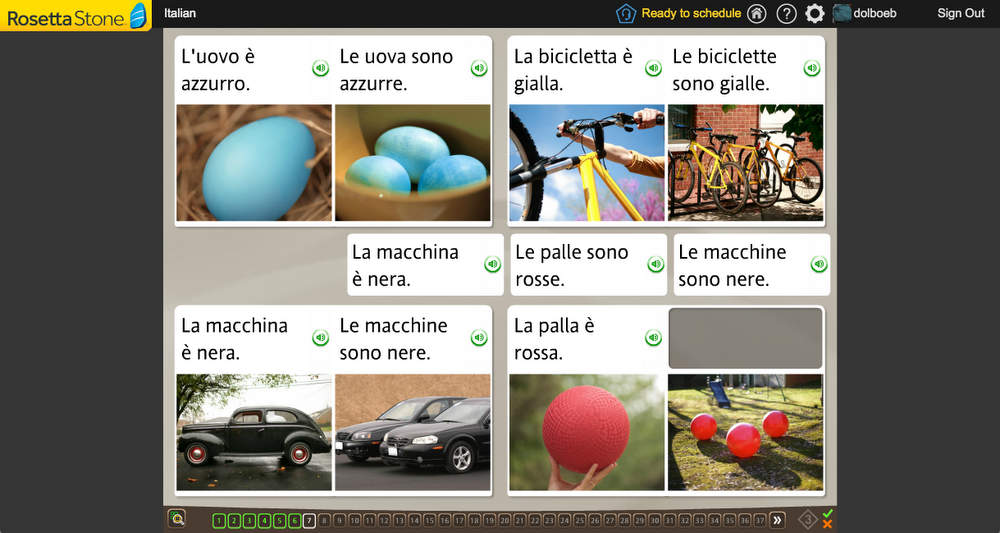 RosettaStone
Italian
Ready to schedule
dolboeb
Sign Out
L'uovo è
azzurro.
Le uova sono
azzurre.
La bicicletta è
gialla.
Le biciclette
sono gialle.
La macchina
è nera.
Le palle sono
rosse.
Le macchine
sono nere.
La macchina
è nera.
Le macchine
sono nere.
La palla è
rossa.
1 2 3 4 5 6 7 8 9 10 11 12 13 14 15 16 17 18 19 20 21 22 23 24 25 26 27 28 29 30 31 32 33 34 35 36 37 »
3